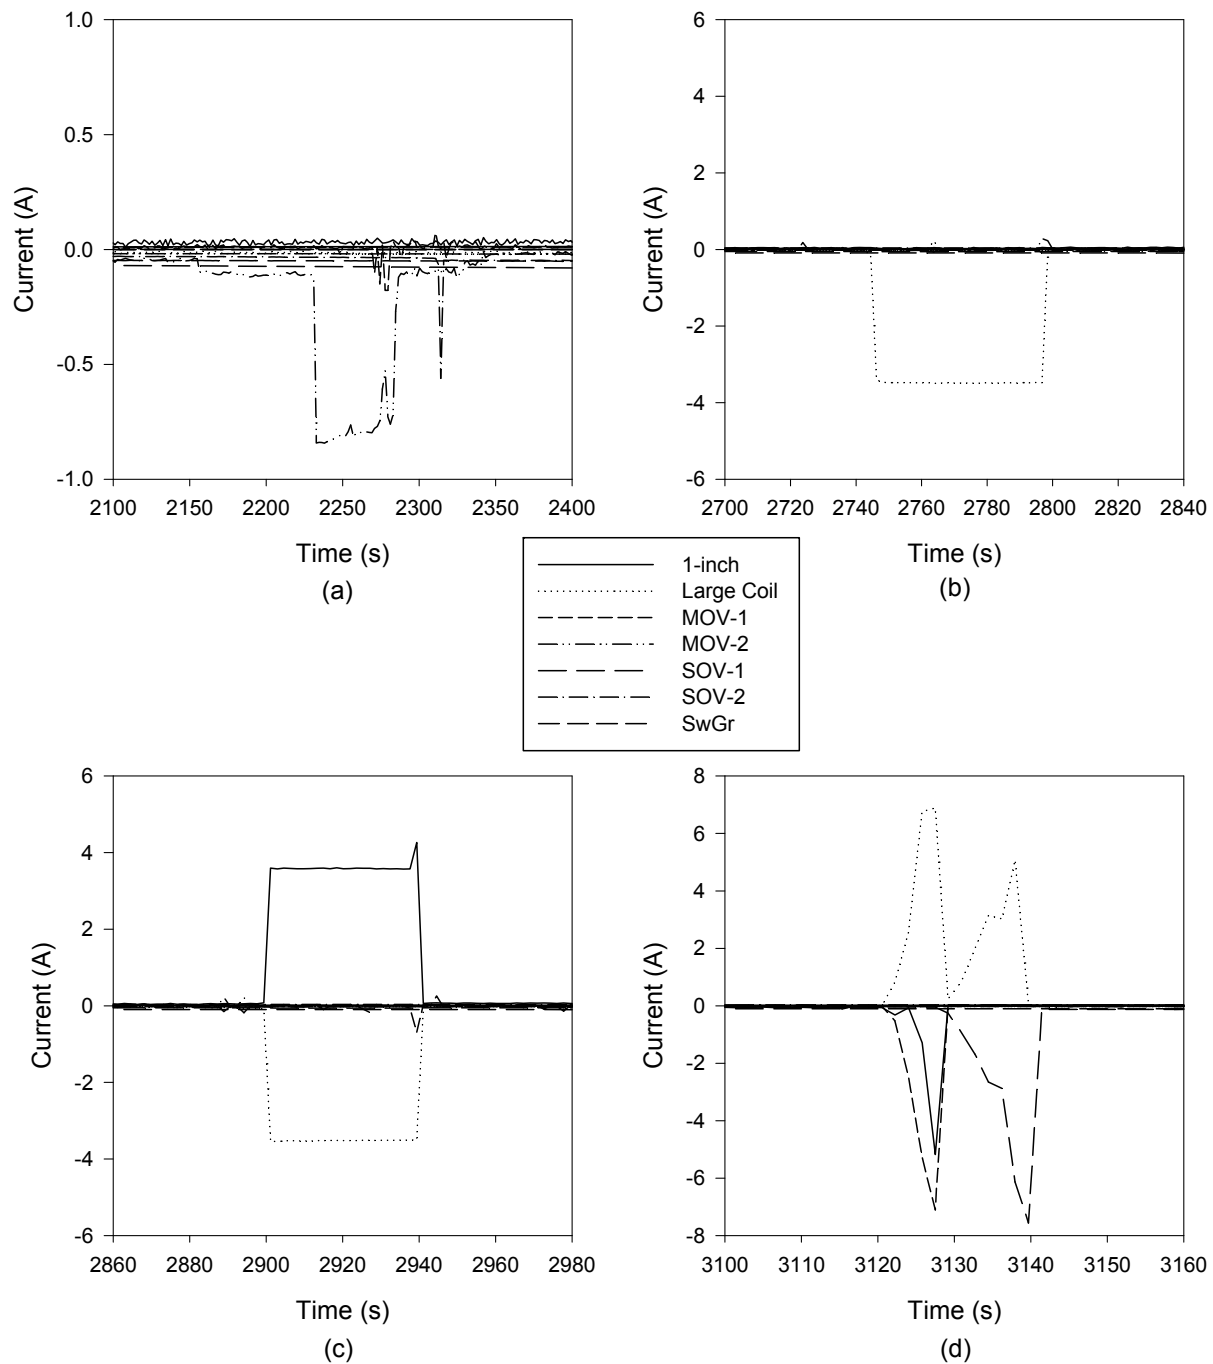 1.0
0.5
0.0
-0.5
-1.0
Current (A)
2100 2150 2200 2250 2300 2350 2400
Time (s)
(a)
6
4
2
0
-2
-4
-6
Current (A)
2700 2720 2740 2760 2780 2800 2820 2840
Time (s)
(b)
1-inch
Large Coil
MOV-1
MOV-2
SOV-1
SOV-2
SwGr
6
4
2
0
-2
-4
-6
Current (A)
2860 2880 2900 2920 2940 2960 2980
Time (s)
(c)
8
6
4
2
0
-2
-4
-6
-8
Current (A)
3100 3110 3120 3130 3140 3150 3160
Time (s)
(d)